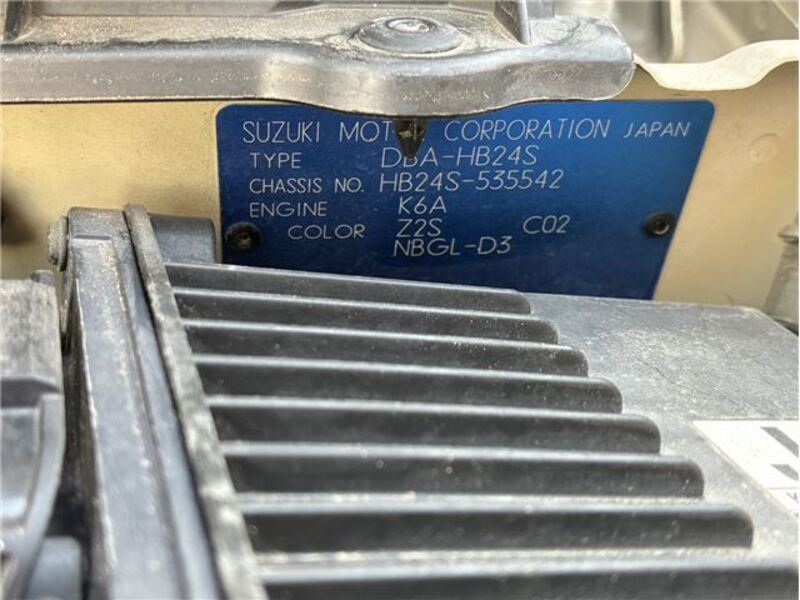 SUZUKI MOTOR CORPORATION JAPAN
TYPE DBA-HB24S
CHASSIS NO. HB24S-535542
ENGINE K6A
COLOR Z2S C02
NBGL-D3